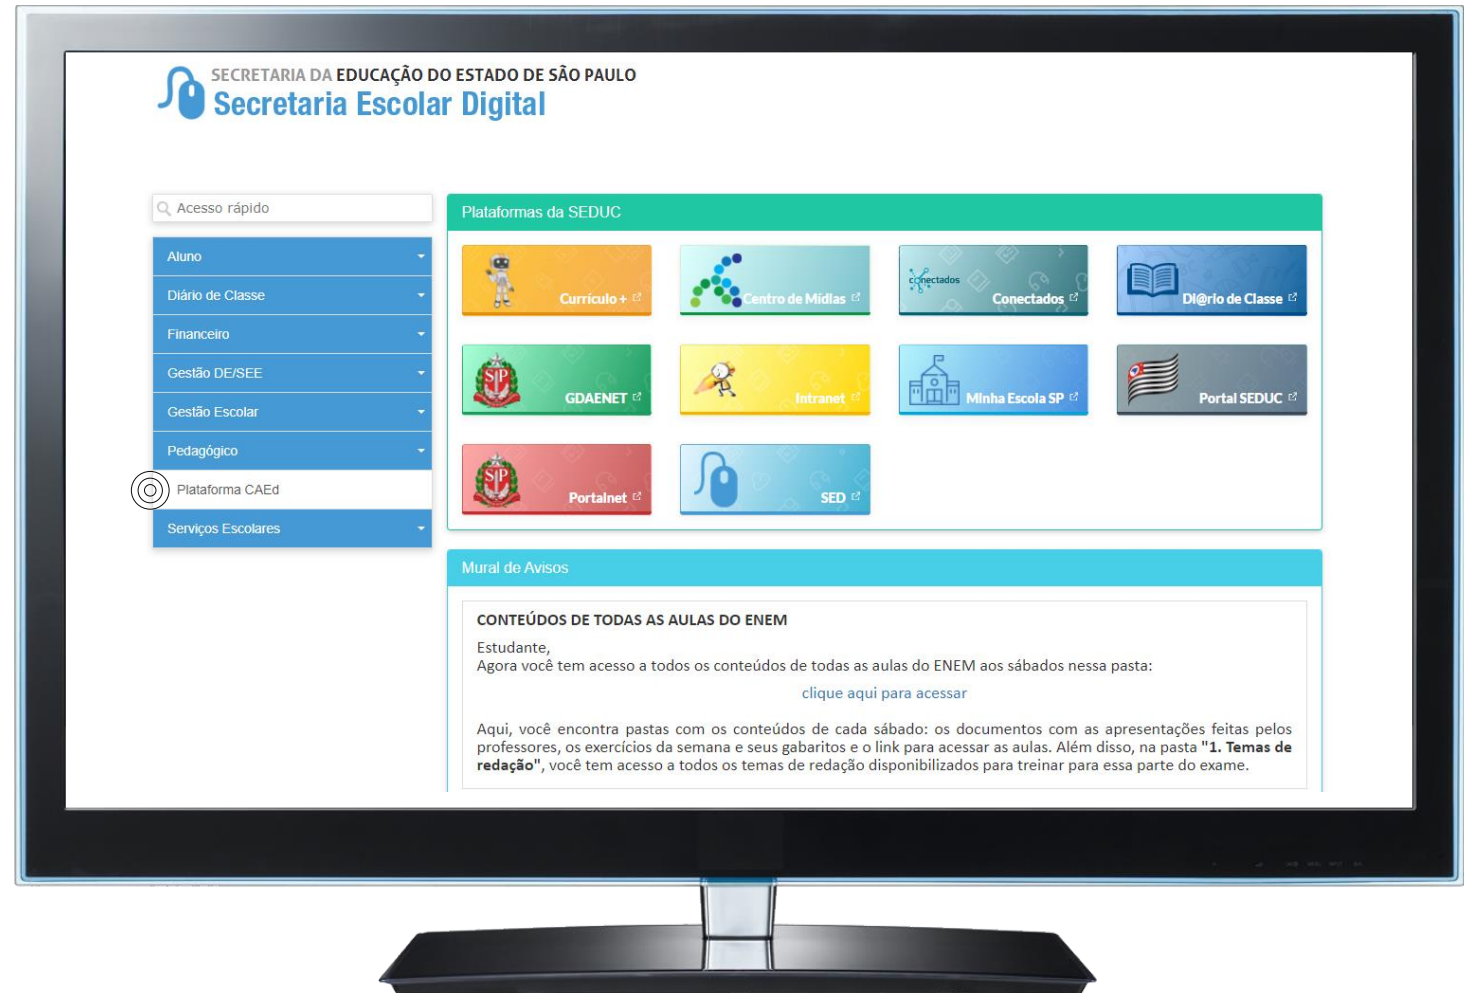 SECRETARIA DA EDUCAÇÃO DO ESTADO DE SÃO PAULO
Secretaria Escolar Digital
Acesso rápido
Aluno
Diário de Classe
Financeiro
Gestão DE/SEE
Gestão Escolar
Pedagógico
Plataforma CAEd
Serviços Escolares
Plataformas da SEDUC
Currículo +
Centro de Mídias
conectados
Conectados
Di@rio de Classe
SP
GDAENET
Intranet
Minha Escola SP
Portal SEDUC
SP
Portalnet
SED
Mural de Avisos
CONTEÚDOS DE TODAS AS AULAS DO ENEM
Estudante,
Agora você tem acesso a todos os conteúdos de todas as aulas do ENEM aos sábados nessa pasta:
clique aqui para acessar
Aqui, você encontra pastas com os conteúdos de cada sábado: os documentos com as apresentações feitas pelos
professores, os exercícios da semana e seus gabaritos e o link para acessar as aulas. Além disso, na pasta "1. Temas de
redação", você tem acesso a todos os temas de redação disponibilizados para treinar para essa parte do exame.